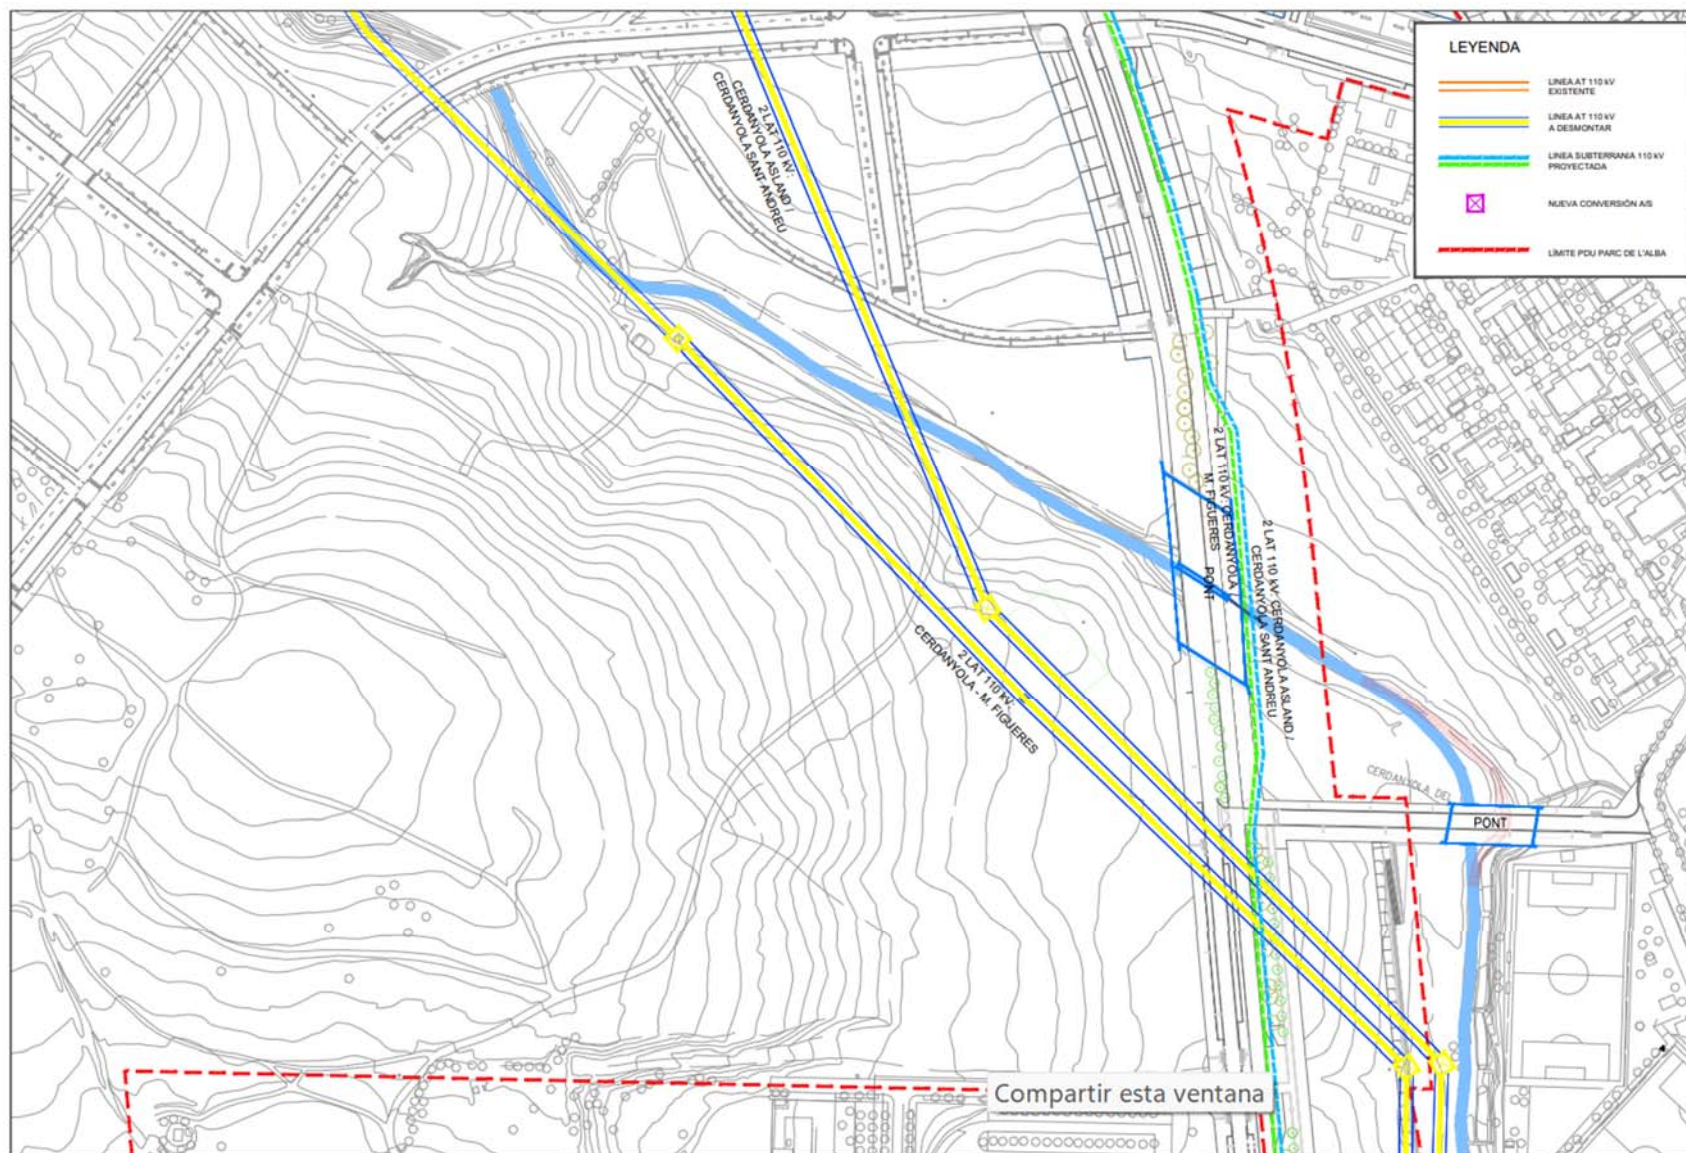 LEYENDA
LINEA AT 110 kV
EXISTENTE
LINEA AT 110 kV
A DESMONTAR
LINEA SUBTERRANIA 110 kV
PROYECTADA
NUEVA CONVERSIÓN A/S
LÍMITE PDU PARC DE L'ALBA
2 LAT 110 kV:
CERDANYOLA ASLAND /
CERDANYOLA SANT ANDREU
2 LAT 110 kV: CERDANYOLA
M. FIGUERES
PONT
2 LAT 110 kV: CERDANYOLA ASLAND /
CERDANYOLA SANT ANDREU
2 LAT 110 kV:
CERDANYOLA - M. FIGUERES
CERDANYOLA DEL
PONT
Compartir esta ventana